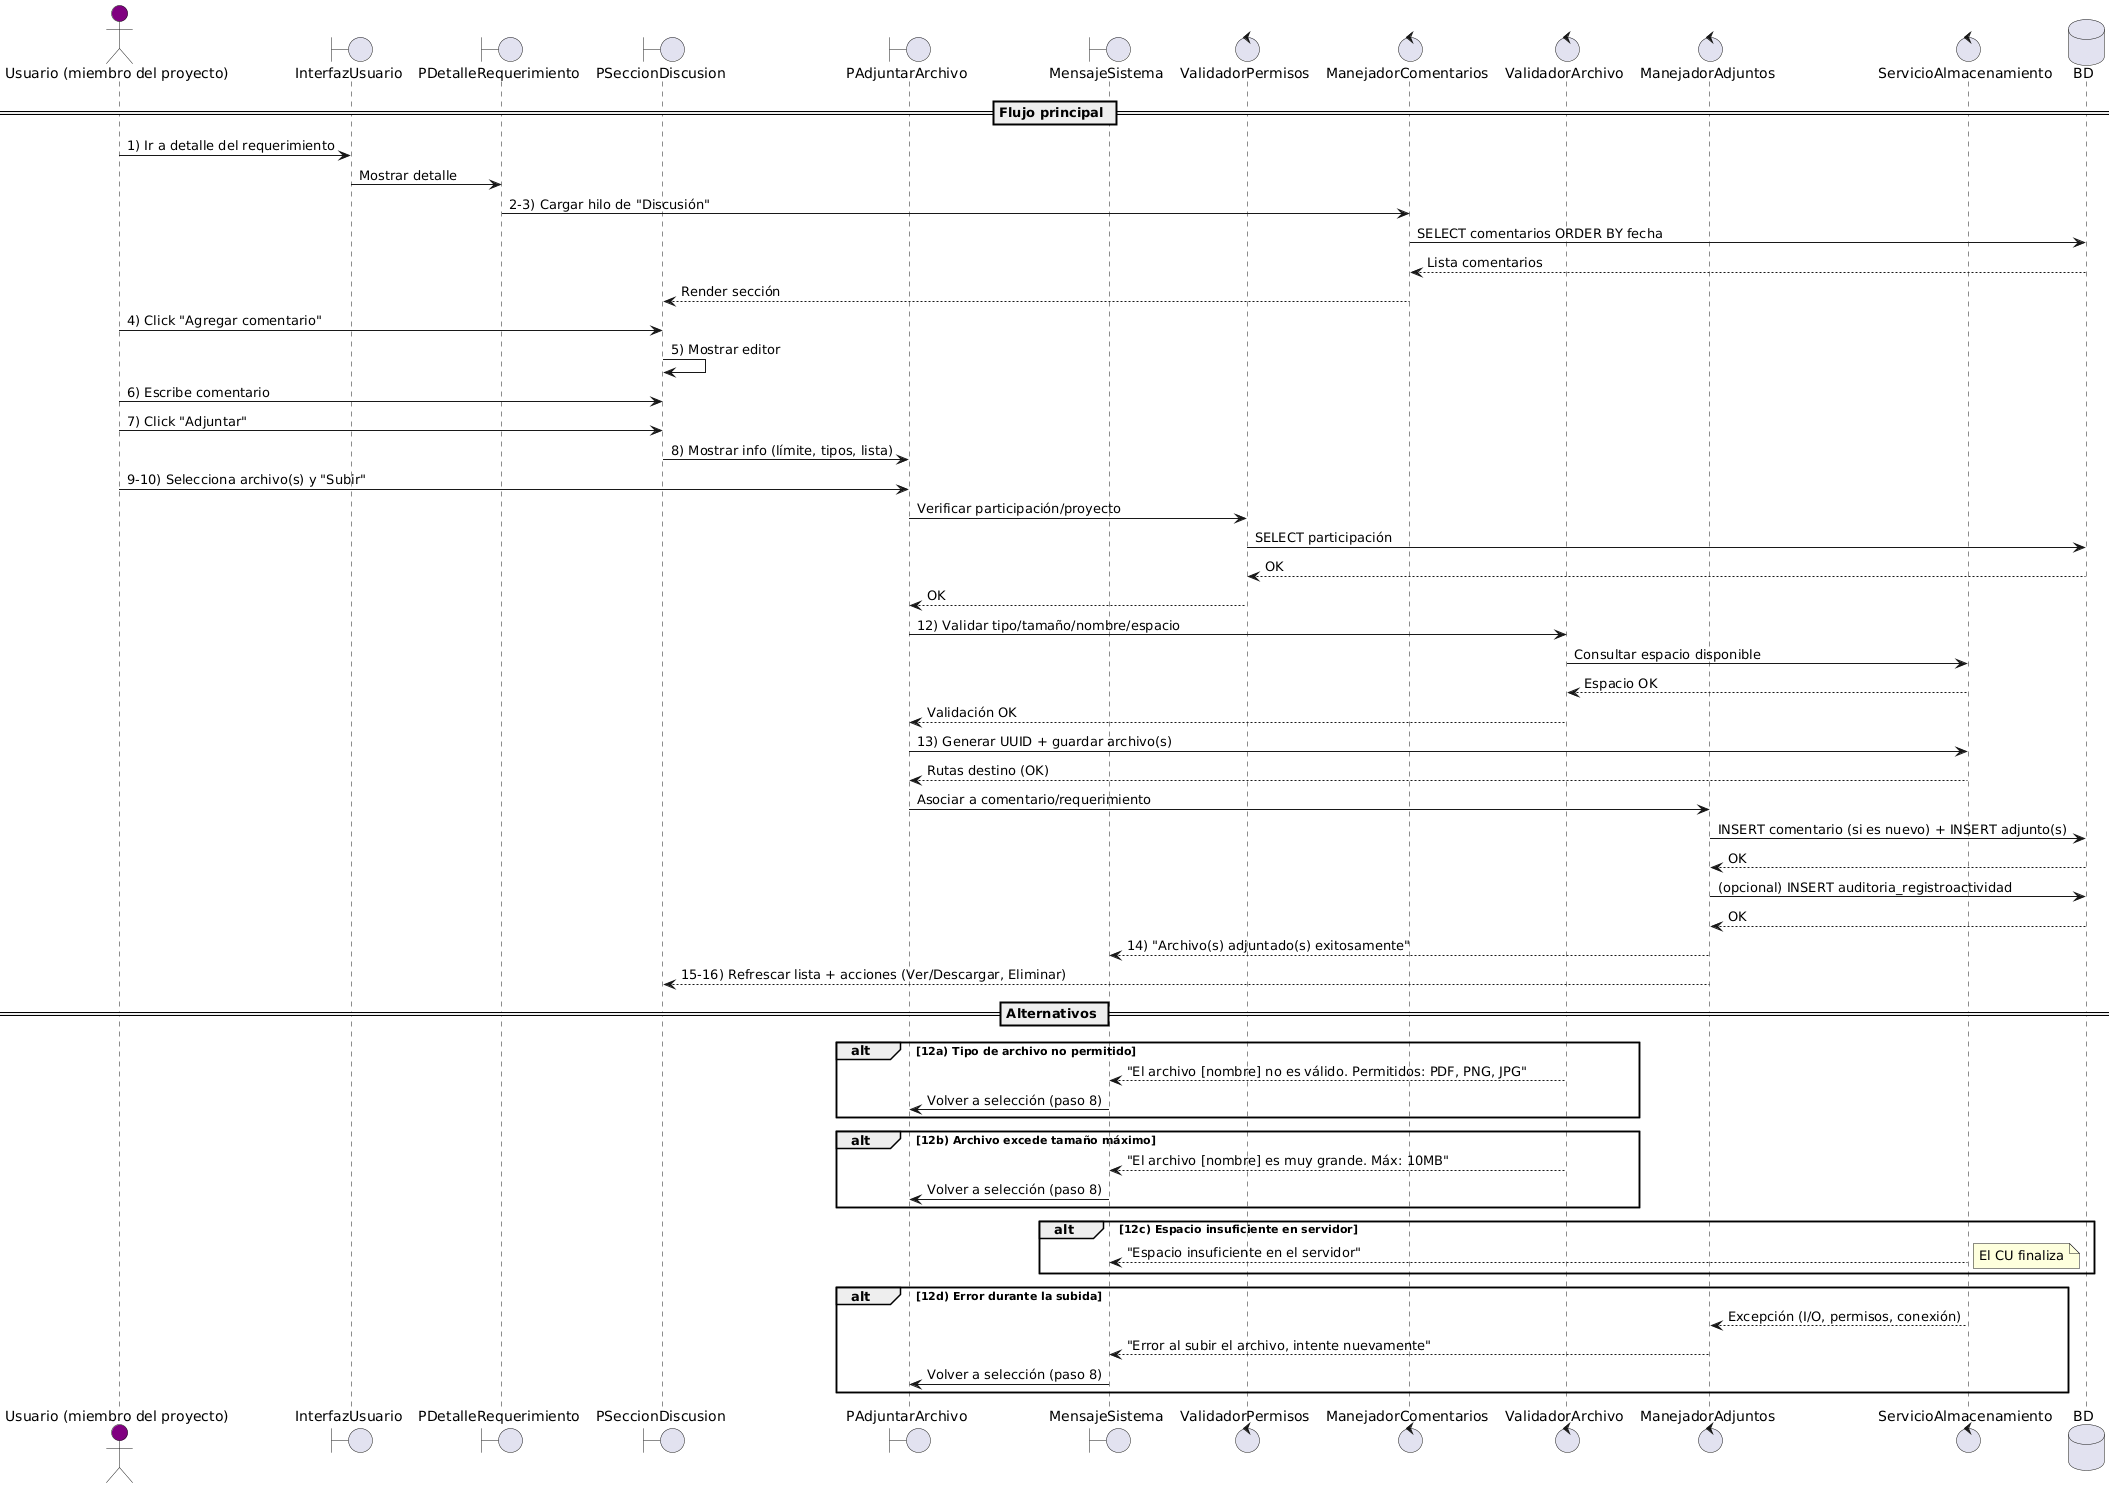 Usuario (miembro del proyecto)
InterfazUsuario
PDetalleRequerimiento
PSeccionDiscusion
PAdjuntarArchivo
MensajeSistema
ValidadorPermisos
ManejadorComentarios
ValidadorArchivo
ManejadorAdjuntos
ServicioAlmacenamiento
BD
Flujo principal
1) Ir a detalle del requerimiento
Mostrar detalle
2-3) Cargar hilo de "Discusión"
SELECT comentarios ORDER BY fecha
Lista comentarios
Render sección
4) Click "Agregar comentario"
5) Mostrar editor
6) Escribe comentario
7) Click "Adjuntar"
8) Mostrar info (límite, tipos, lista)
9-10) Selecciona archivo(s) y "Subir"
Verificar participación/proyecto
SELECT participación
OK
OK
12) Validar tipo/tamaño/nombre/espacio
Consultar espacio disponible
Espacio OK
Validación OK
13) Generar UUID + guardar archivo(s)
Rutas destino (OK)
Asociar a comentario/requerimiento
INSERT comentario (si es nuevo) + INSERT adjunto(s)
OK
(opcional) INSERT auditoria_registroactividad
OK
14) "Archivo(s) adjuntado(s) exitosamente"
15-16) Refrescar lista + acciones (Ver/Descargar, Eliminar)
Alternativos
alt [12a) Tipo de archivo no permitido]
"El archivo [nombre] no es válido. Permitidos: PDF, PNG, JPG"
Volver a selección (paso 8)
alt [12b) Archivo excede tamaño máximo]
"El archivo [nombre] es muy grande. Máx: 10MB"
Volver a selección (paso 8)
alt [12c) Espacio insuficiente en servidor]
"Espacio insuficiente en el servidor"
El CU finaliza
alt [12d) Error durante la subida]
Excepción (I/O, permisos, conexión)
"Error al subir el archivo, intente nuevamente"
Volver a selección (paso 8)
Usuario (miembro del proyecto)
InterfazUsuario
PDetalleRequerimiento
PSeccionDiscusion
PAdjuntarArchivo
MensajeSistema
ValidadorPermisos
ManejadorComentarios
ValidadorArchivo
ManejadorAdjuntos
ServicioAlmacenamiento
BD